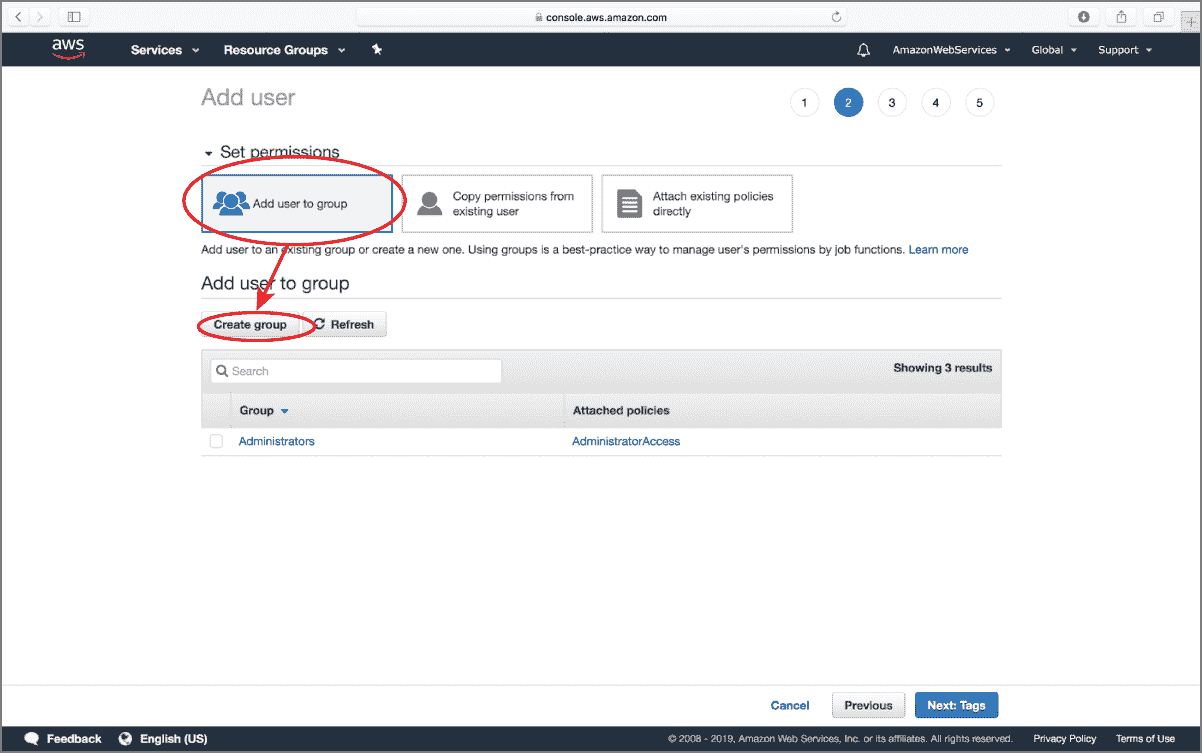 console.aws.amazon.com
aws Services Resource Groups AmazonWebServices Global Support
Add user
1 2 3 4 5
Set permissions
Add user to group
Copy permissions from
existing user
Attach existing policies
directly
Add user to an existing group or create a new one. Using groups is a best-practice way to manage user's permissions by job functions. Learn more
Add user to group
Create group Refresh
Search
Showing 3 results
Group Attached policies
Administrators AdministratorAccess
Cancel Previous Next: Tags
Feedback English (US) © 2008 - 2019, Amazon Web Services, Inc. or its affiliates. All rights reserved. Privacy Policy Terms of Use